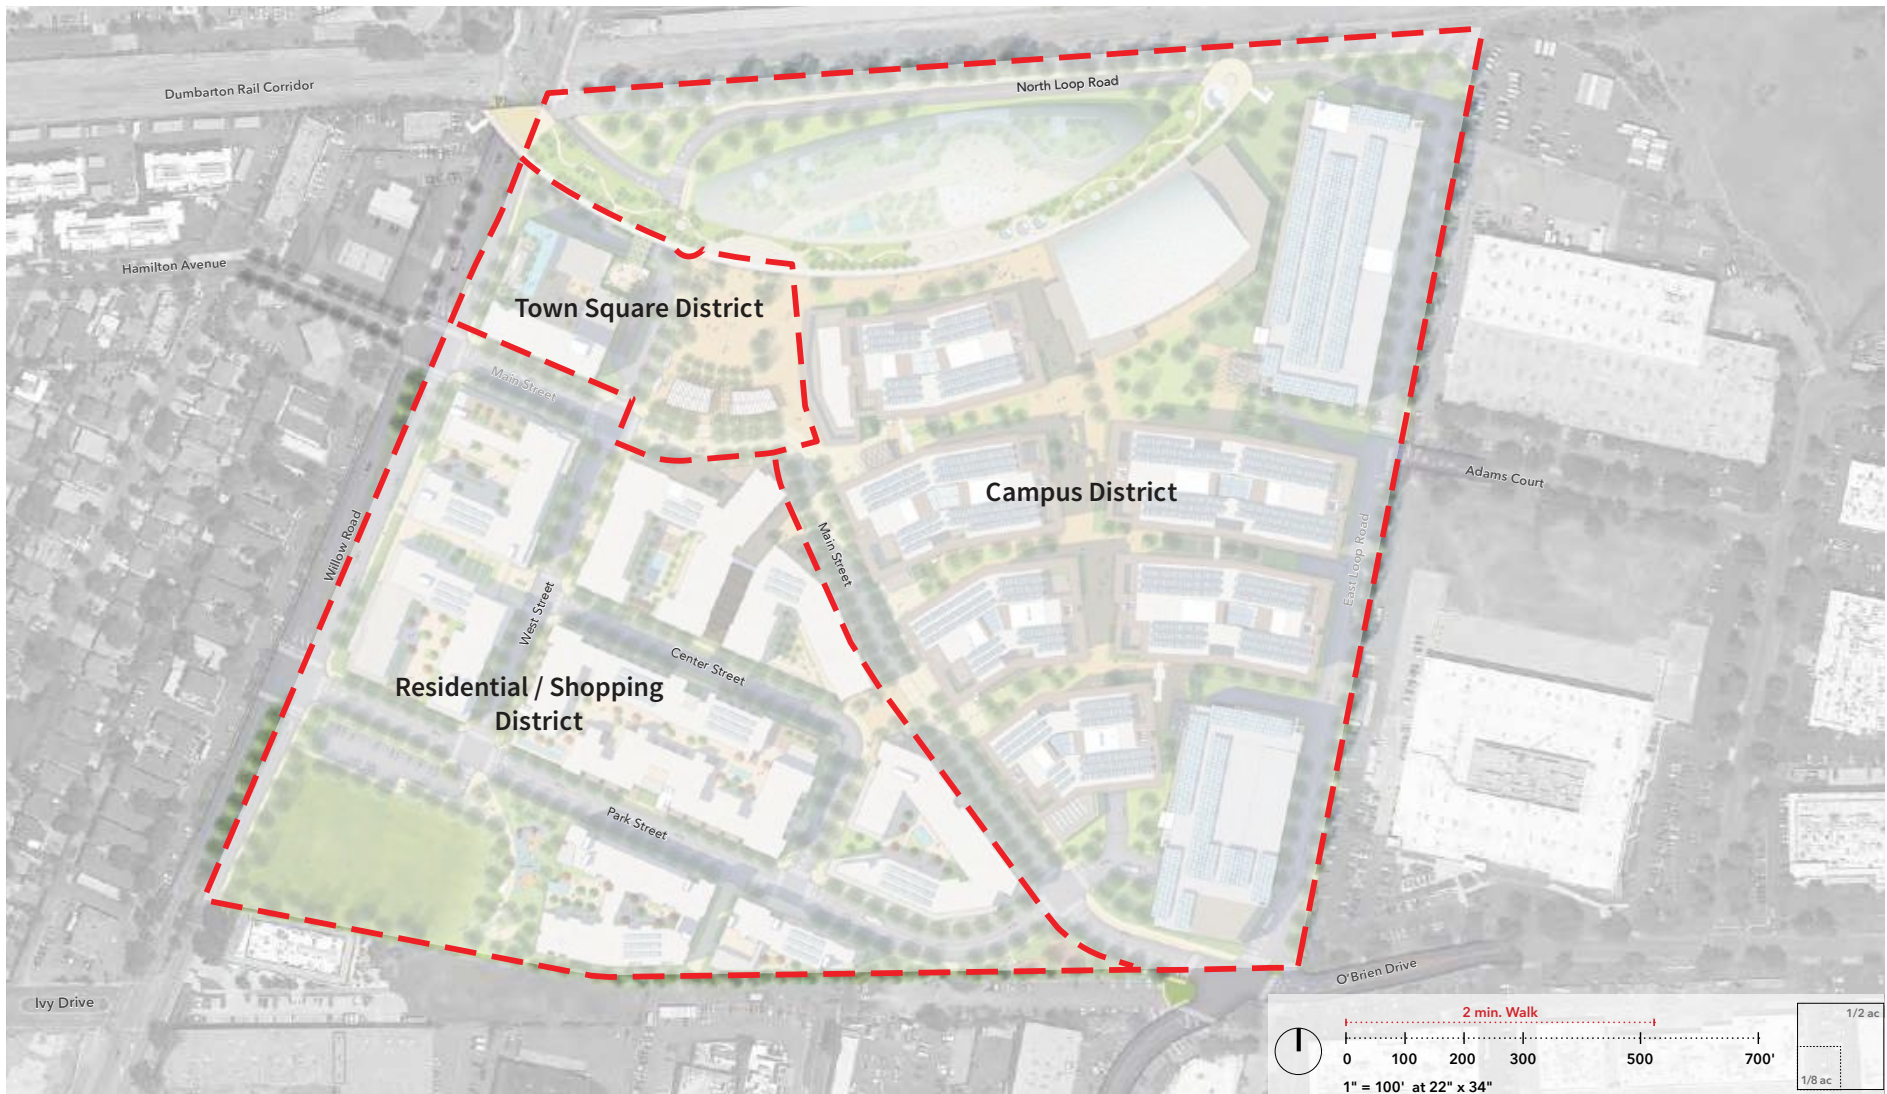 Dumbarton Rail Corridor
North Loop Road
Hamilton Avenue
Town Square District
Main Street
Adams Court
Campus District
Willow Road
Main Street
East Loop Road
West Street
Center Street
Residential / Shopping
District
Park Street
O'Brien Drive
Ivy Drive
2 min. Walk
0 100 200 300 500 700'
1" = 100' at 22" x 34"
1/2 ac
1/8 ac